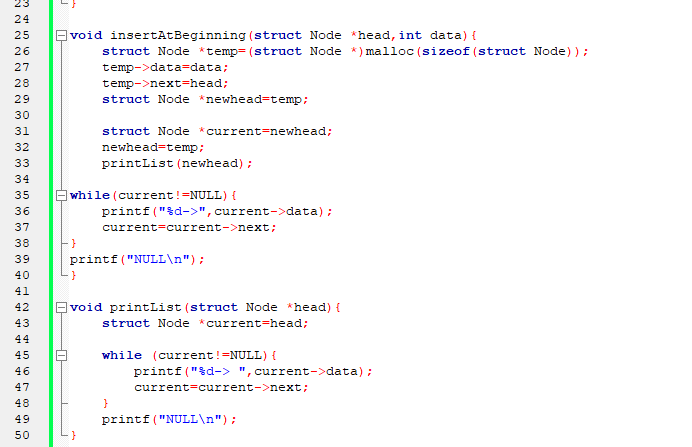 23 }
24
25 void insertAtBeginning(struct Node *head,int data){
26 struct Node *temp=(struct Node *)malloc(sizeof(struct Node));
27 temp->data=data;
28 temp->next=head;
29 struct Node *newhead=temp;
30
31 struct Node *current=newhead;
32 newhead=temp;
33 printList(newhead);
34
35 while(current!=NULL){
36 printf("%d->",current->data);
37 current=current->next;
38 }
39 printf("NULL\n");
40 }
41
42 void printList(struct Node *head){
43 struct Node *current=head;
44
45 while (current!=NULL){
46 printf("%d-> ",current->data);
47 current=current->next;
48 }
49 printf("NULL\n");
50 }